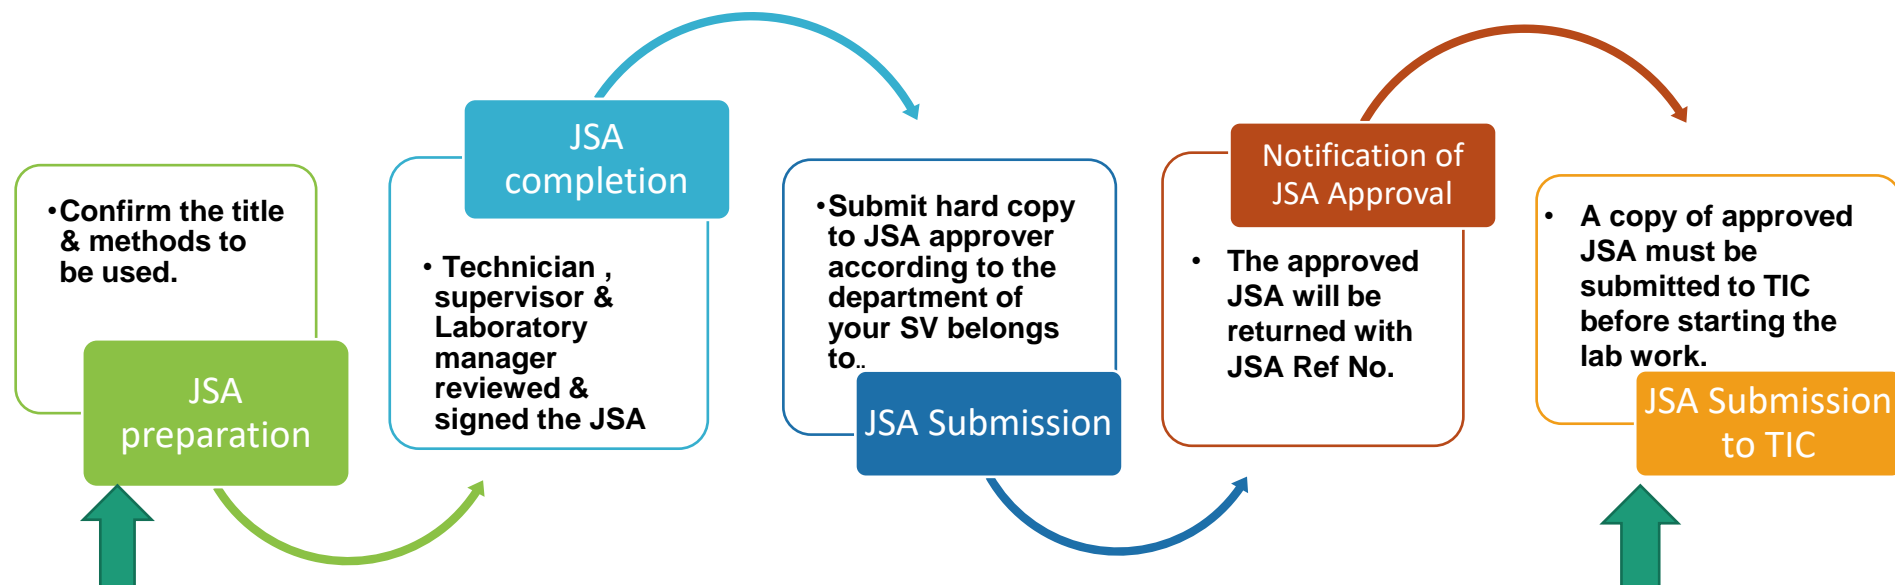 •Confirm the title
& methods to
be used.
JSA
preparation
JSA
completion
• Technician ,
supervisor &
Laboratory
manager
reviewed &
signed the JSA
•Submit hard copy
to JSA approver
according to the
department of
your SV belongs
to..
JSA Submission
Notification of
JSA Approval
• The approved
JSA will be
returned with
JSA Ref No.
• A copy of approved
JSA must be
submitted to TIC
before starting the
lab work.
JSA Submission
to TIC